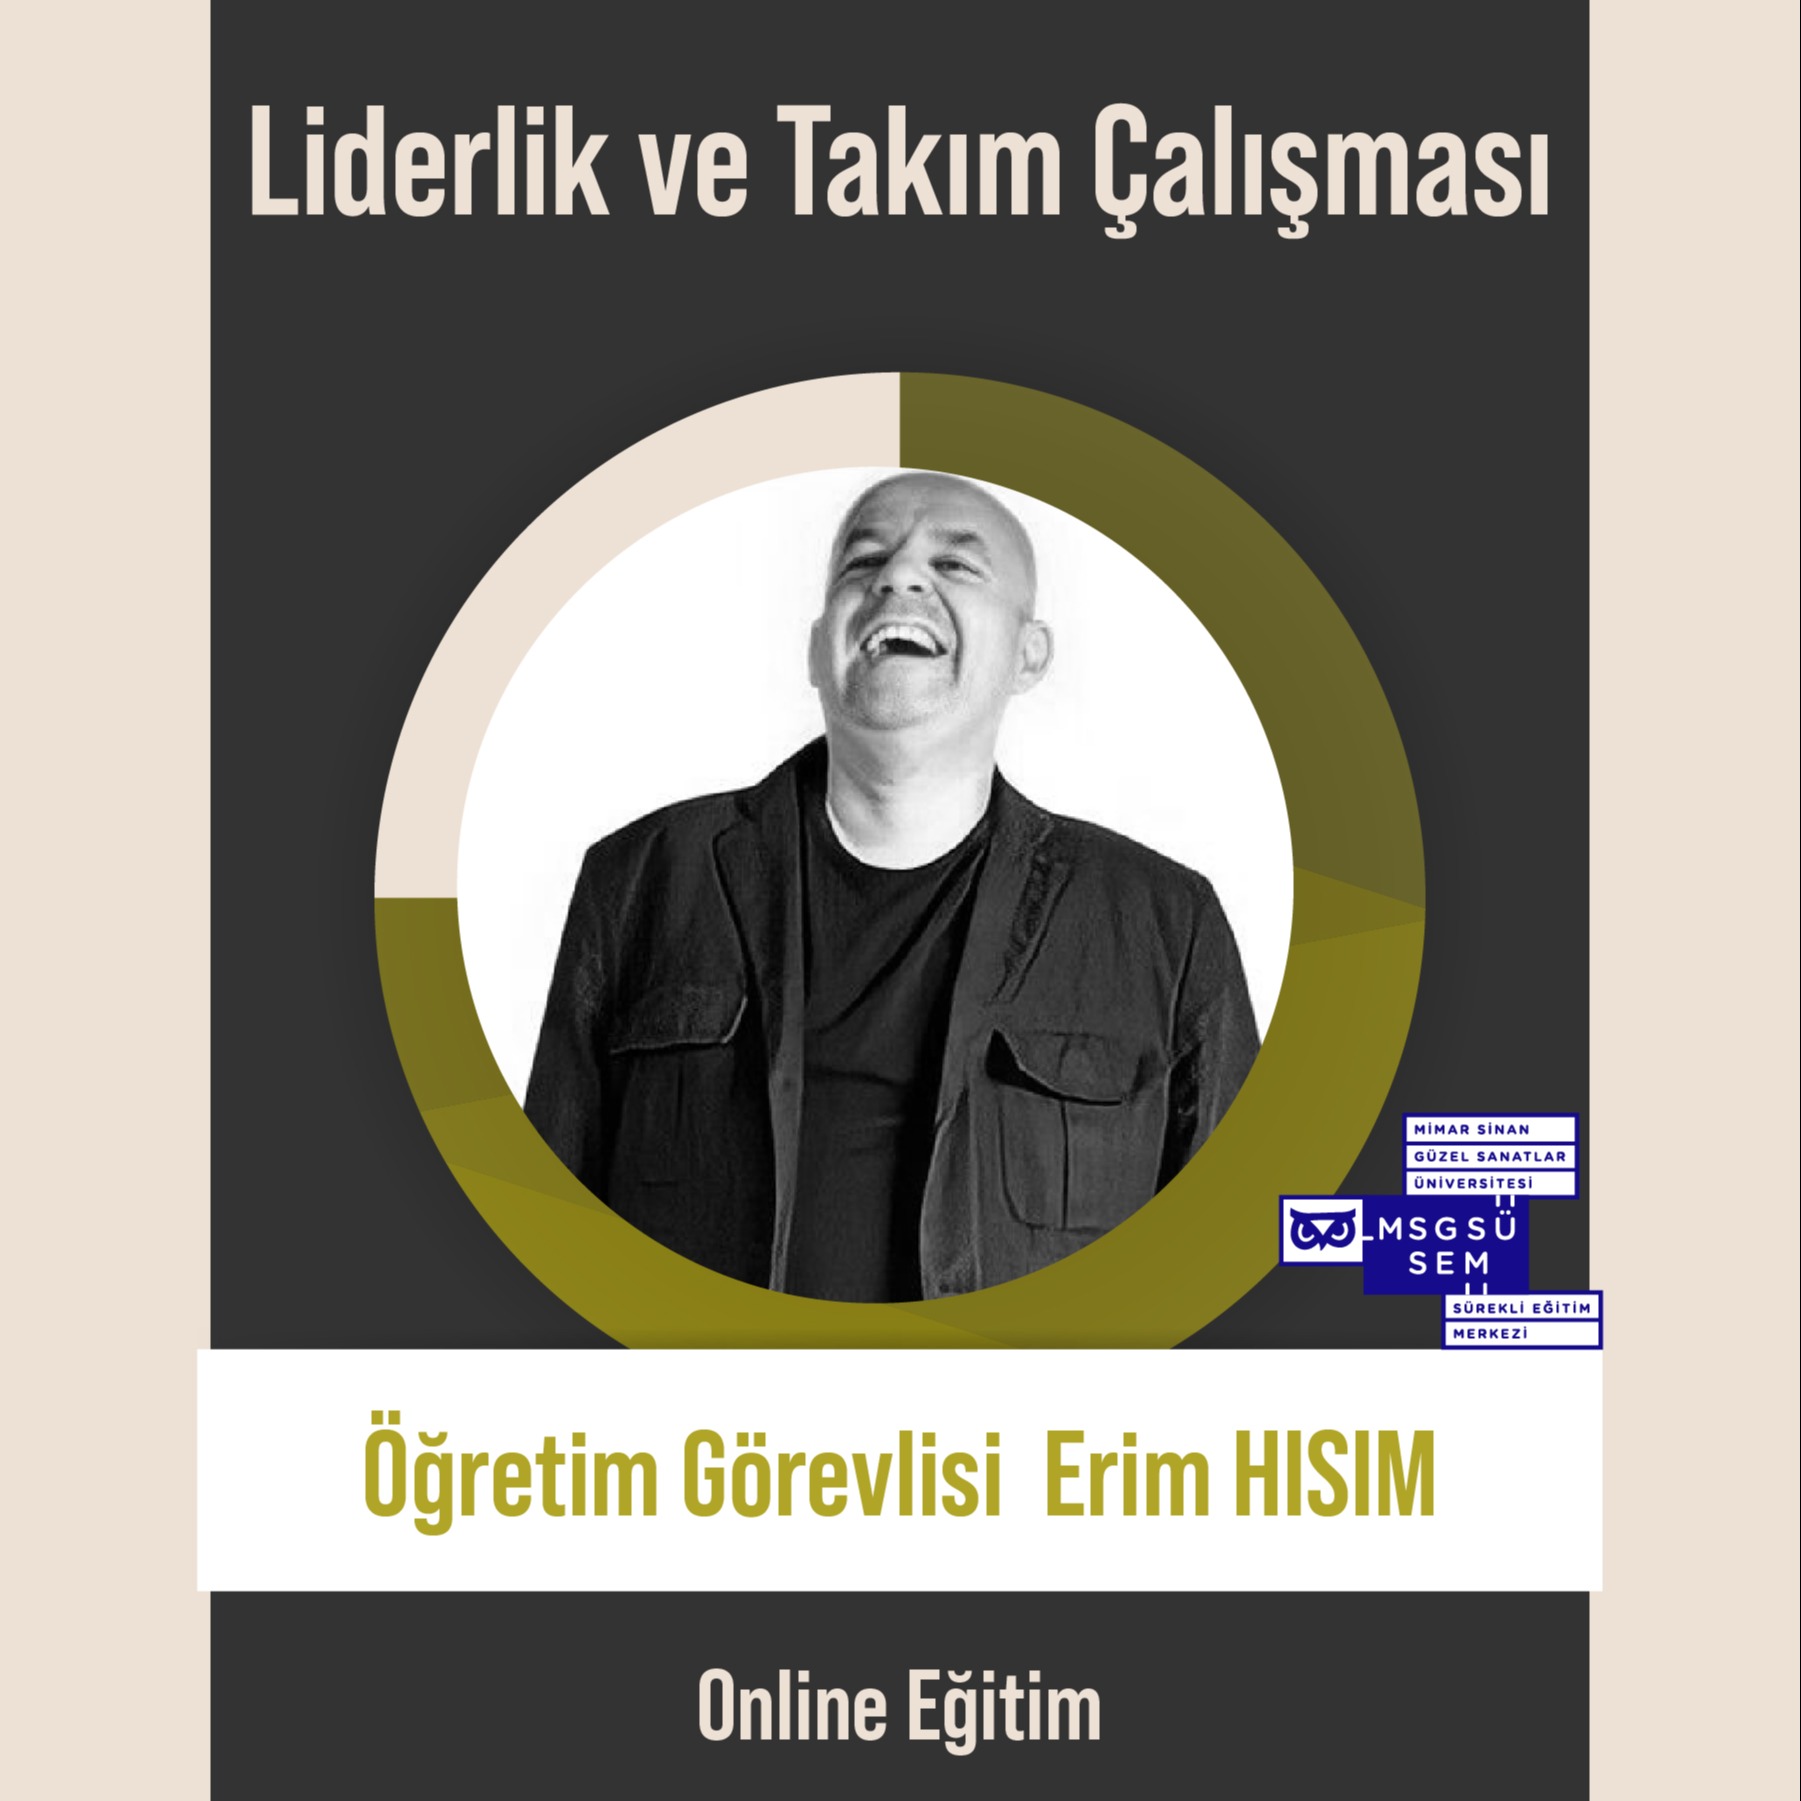 Liderlik ve Takım Çalışması
MİMAR SİNAN
GÜZEL SANATLAR
ÜNİVERSİTESİ
MSGSÜ
SEM
SÜREKLİ EĞİTİM
MERKEZİ
Öğretim Görevlisi Erim HISIM
Online Eğitim